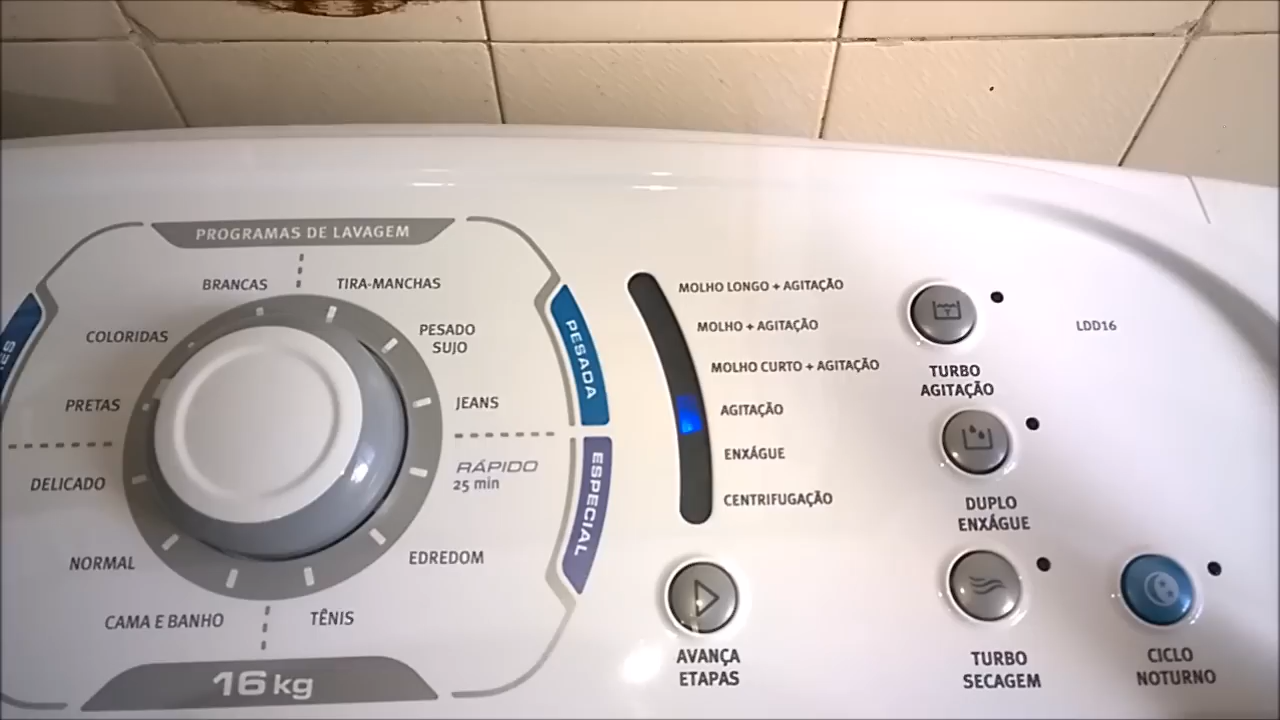 PROGRAMAS DE LAVAGEM
BRANCAS
TIRA-MANCHAS
COLORIDAS
PESADO
SUJO
PRETAS
JEANS
DELICADO
RÁPIDO
25 min
NORMAL
EDREDOM
CAMA E BANHO
TÊNIS
16 kg
PESADA
ESPECIAL
MOLHO LONGO + AGITAÇÃO
MOLHO + AGITAÇÃO
MOLHO CURTO + AGITAÇÃO
AGITAÇÃO
ENXÁGUE
CENTRIFUGAÇÃO
AVANÇA
ETAPAS
TURBO
AGITAÇÃO
DUPLO
ENXÁGUE
TURBO
SECAGEM
CICLO
NOTURNO
LDD16